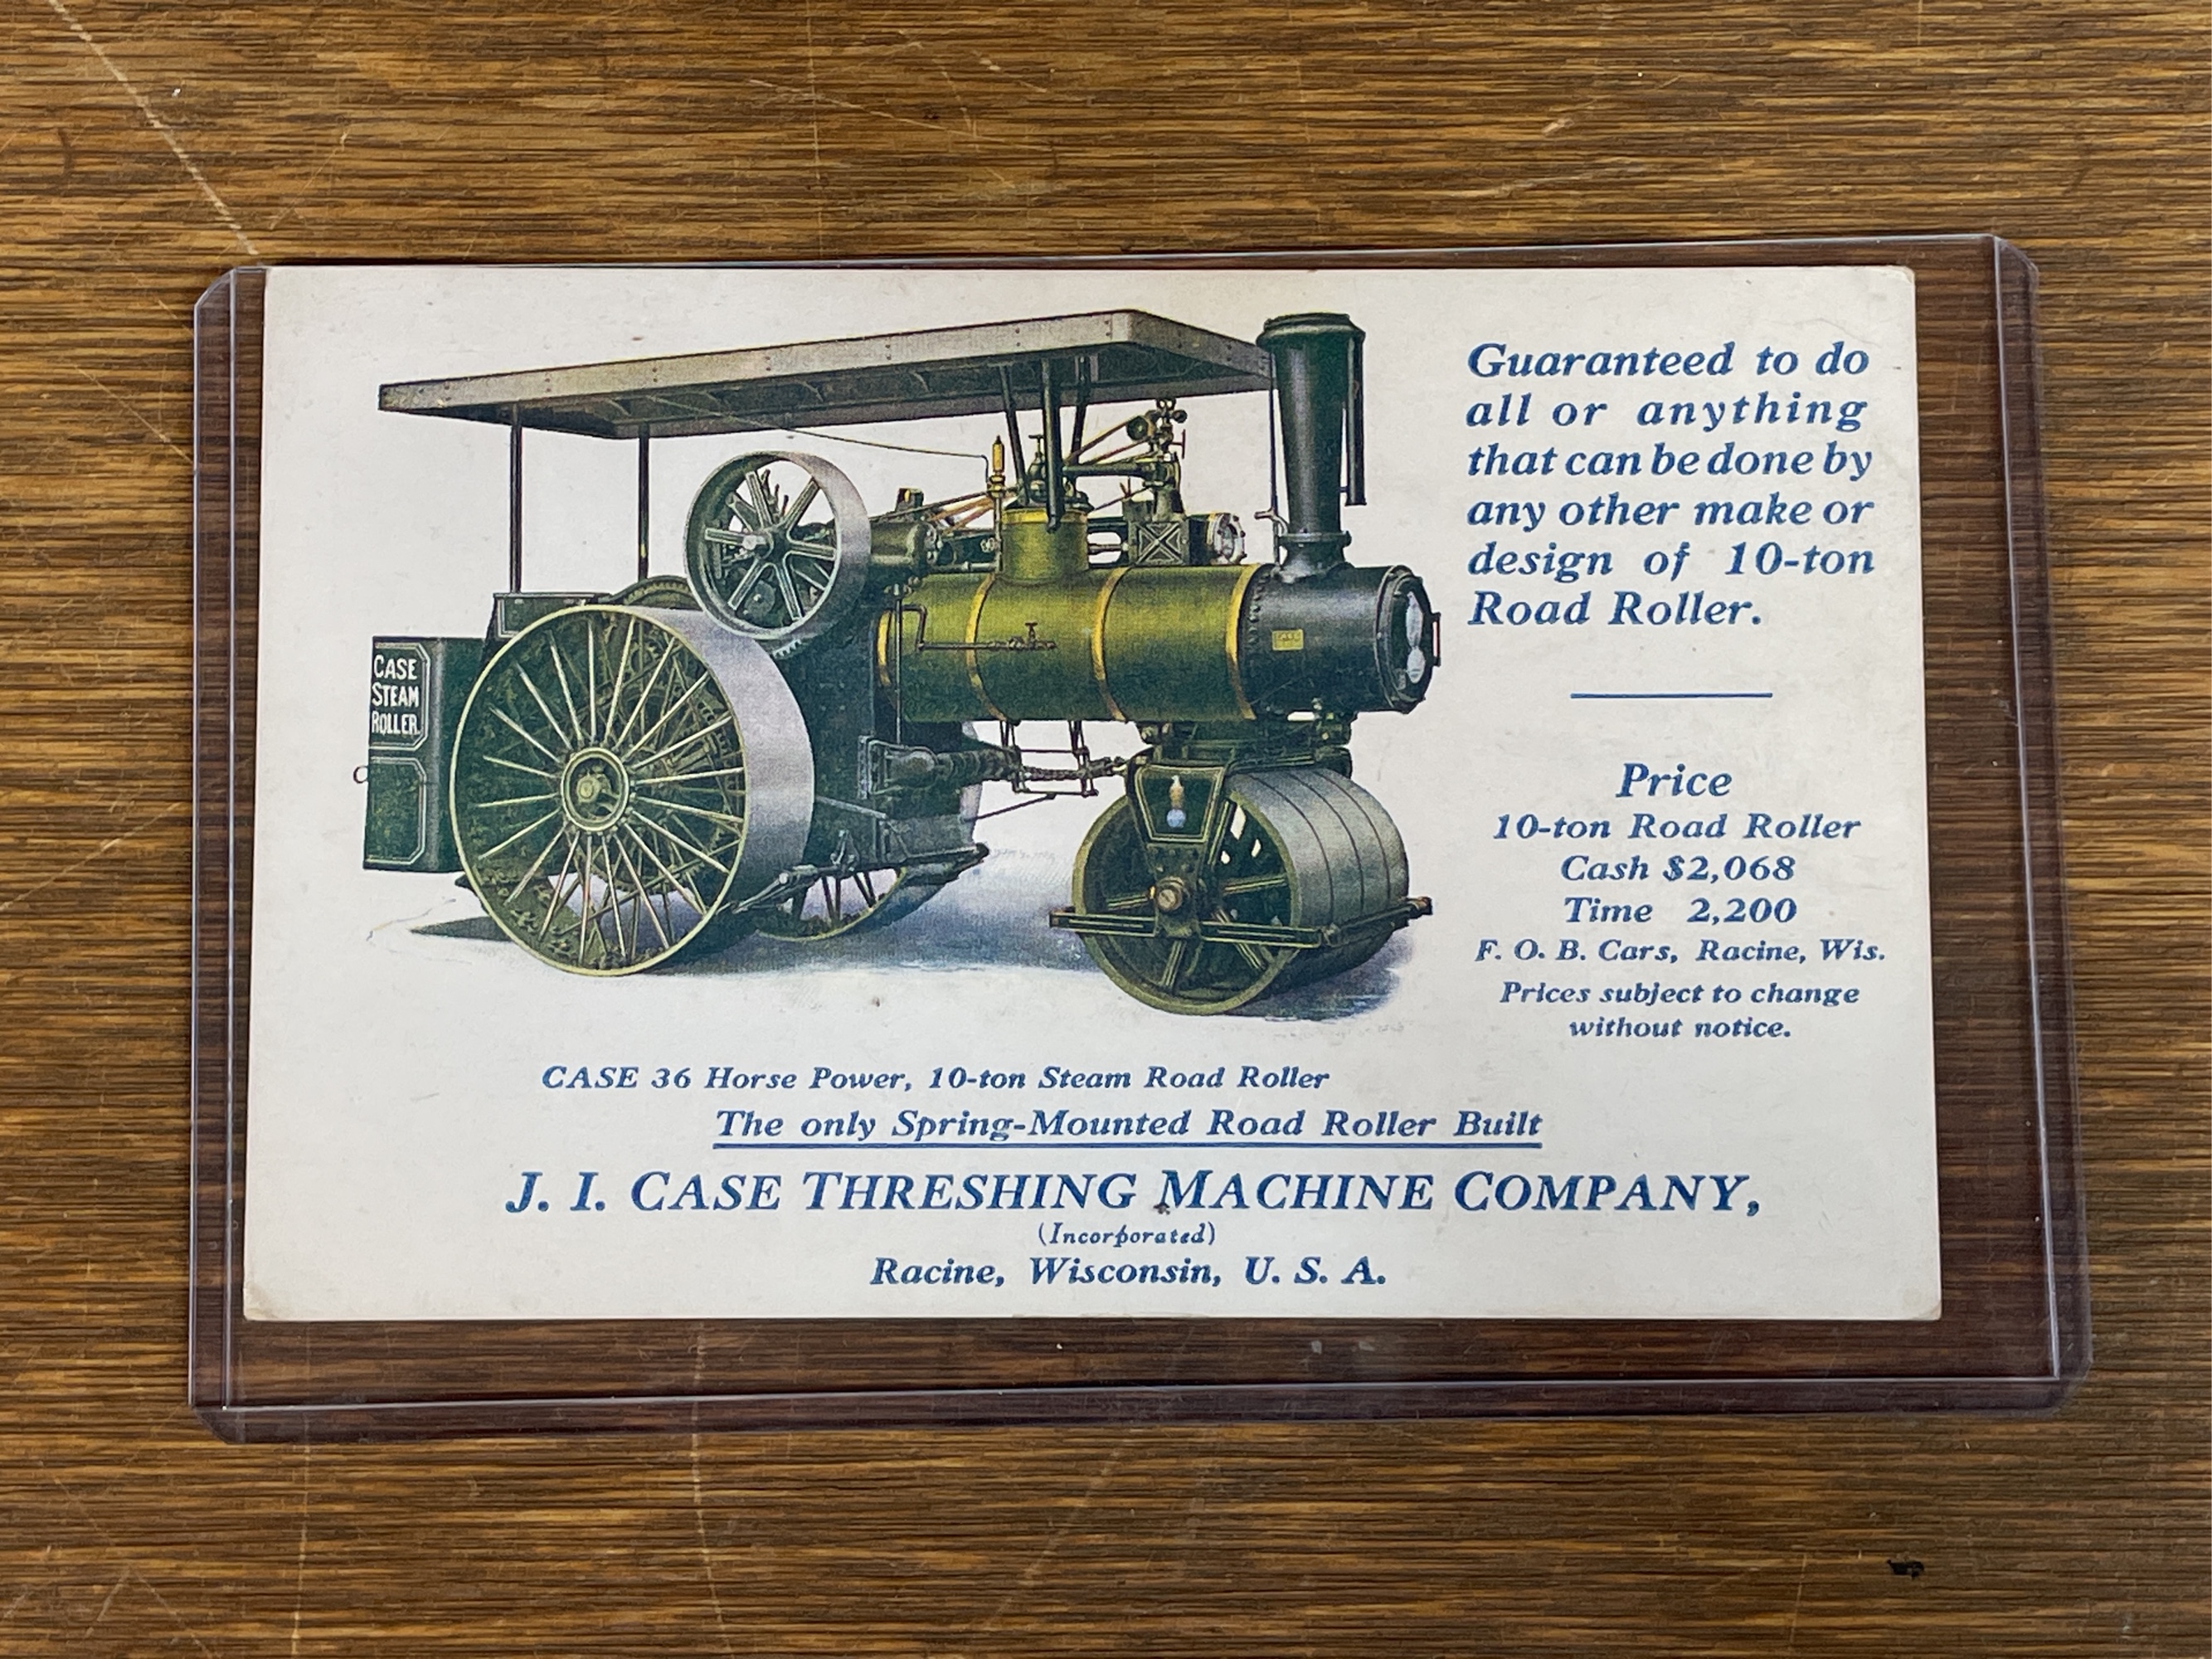 CASE
STEAM
ROLLER
Guaranteed to do
all or anything
that can be done by
any other make or
design of 10-ton
Road Roller.
Price
10-ton Road Roller
Cash $2,068
Time 2,200
F. O. B. Cars, Racine, Wis.
Prices subject to change
without notice.
CASE 36 Horse Power, 10-ton Steam Road Roller
The only Spring-Mounted Road Roller Built
J. I. CASE THRESHING MACHINE COMPANY,
(Incorporated)
Racine, Wisconsin, U. S. A.